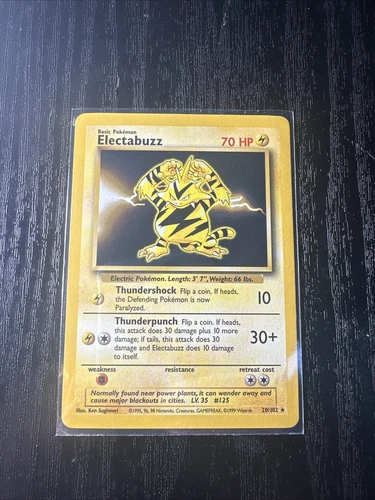 Basic Pokémon
Electabuzz 70 HP
Electric Pokémon. Length: 3' 7", Weight: 66 lbs.
Thundershock Flip a coin. If heads, 10
the Defending Pokémon is now
Paralyzed.
Thunderpunch Flip a coin. If heads, 30+
this attack does 30 damage plus 10 more
damage; if tails, this attack does 30
damage and Electabuzz does 10 damage
to itself.
weakness resistance retreat cost
Normally found near power plants, it can wander away and
cause major blackouts in cities. LV. 35 #125
Illus. Ken Sugimori ©1995, 96, 98 Nintendo, Creatures, GAMEFREAK. ©1999 Wizards. 20/102 ★